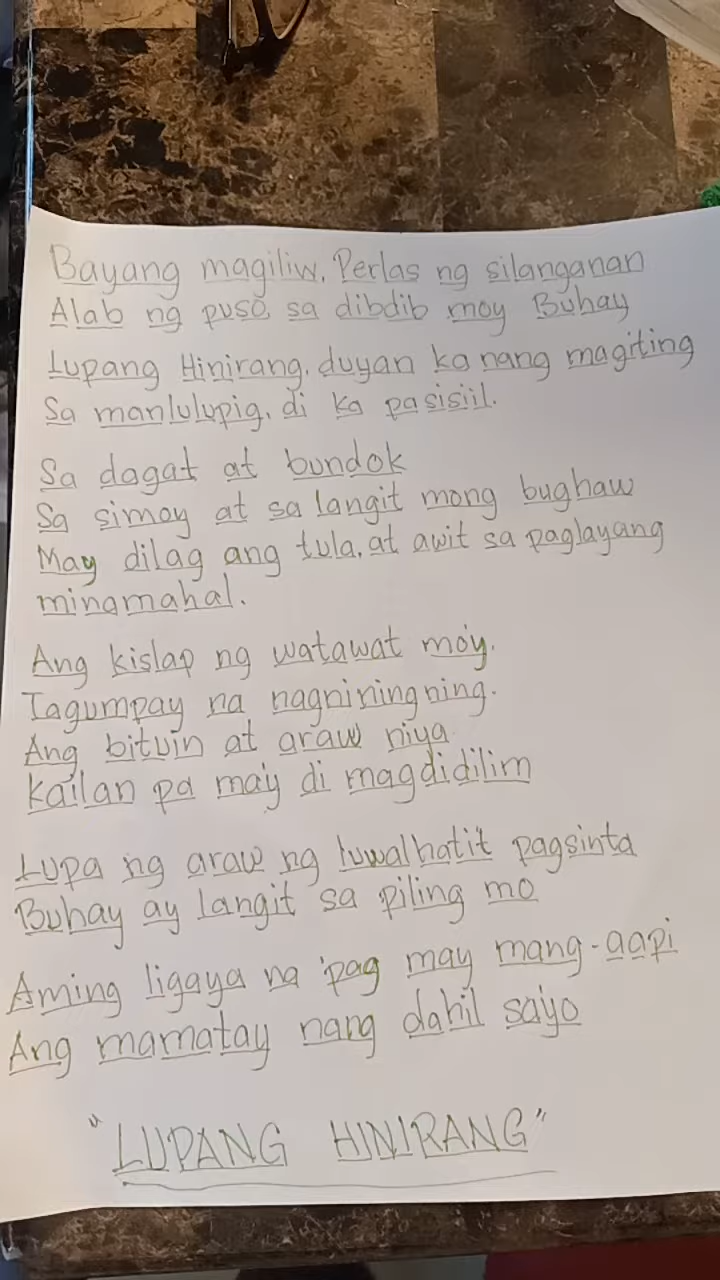 Bayang magiliw, Perlas ng silanganan
Alab ng puso, sa dibdib moy Buhay
Lupang Hinirang, duyan ka nang magiting
Sa manlulupig, di ka pasisiil.
Sa dagat at bundok
Sa simoy at sa langit mong bughaw
May dilag ang tula, at awit sa paglayang
minamahal.
Ang kislap ng watawat mo'y.
Tagumpay na nagniningning.
Ang bituin at araw niya
Kailan pa ma'y di magdidilim
Lupa ng araw ng luwalhatit pagsinta
Buhay ay langit sa piling mo
Aming ligaya na 'pag may mang-aapi
Ang mamatay nang dahil sa'iyo
"LUPANG HINIRANG"